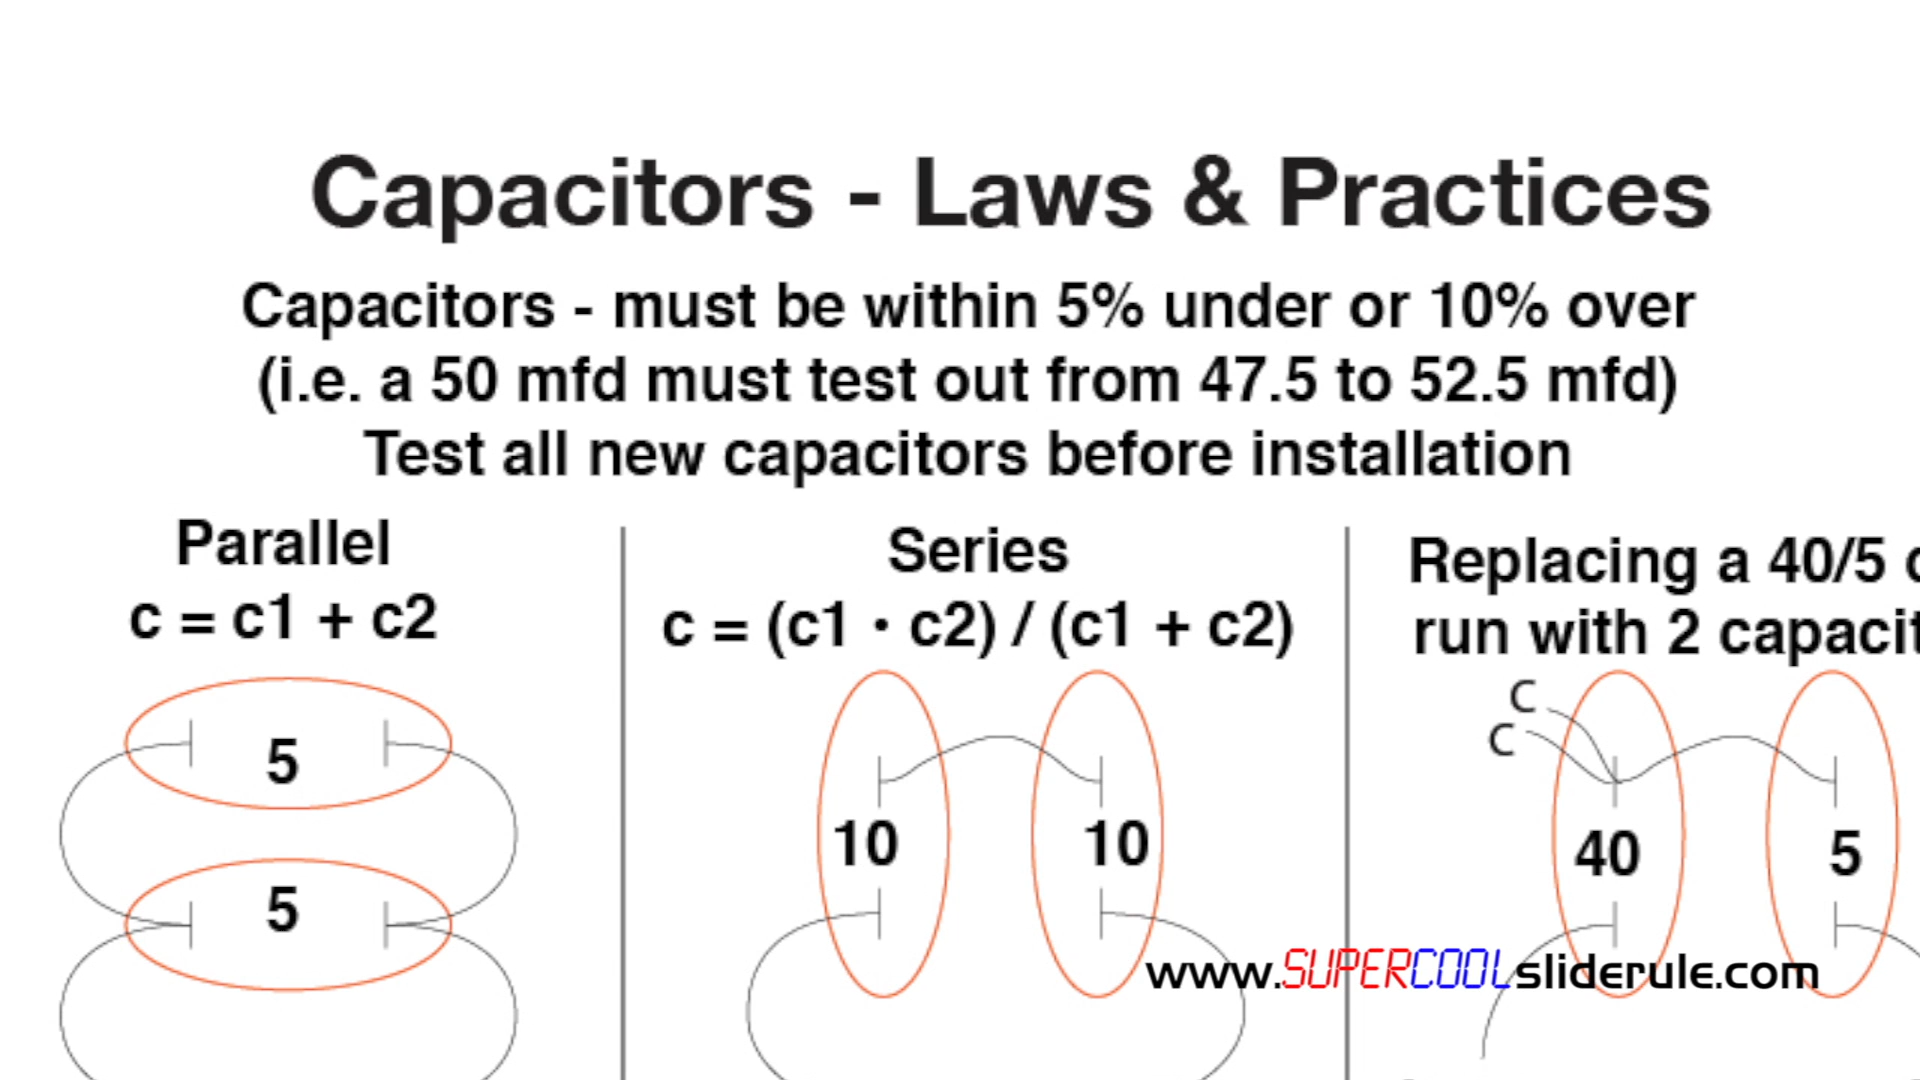 Capacitors - Laws & Practices
Capacitors - must be within 5% under or 10% over
(i.e. a 50 mfd must test out from 47.5 to 52.5 mfd)
Test all new capacitors before installation
Parallel
c = c1 + c2
5
5
Series
c = (c1 • c2) / (c1 + c2)
10
10
Replacing a 40/5
run with 2
C
C
40
5
www.SUPERCOOLsliderule.com